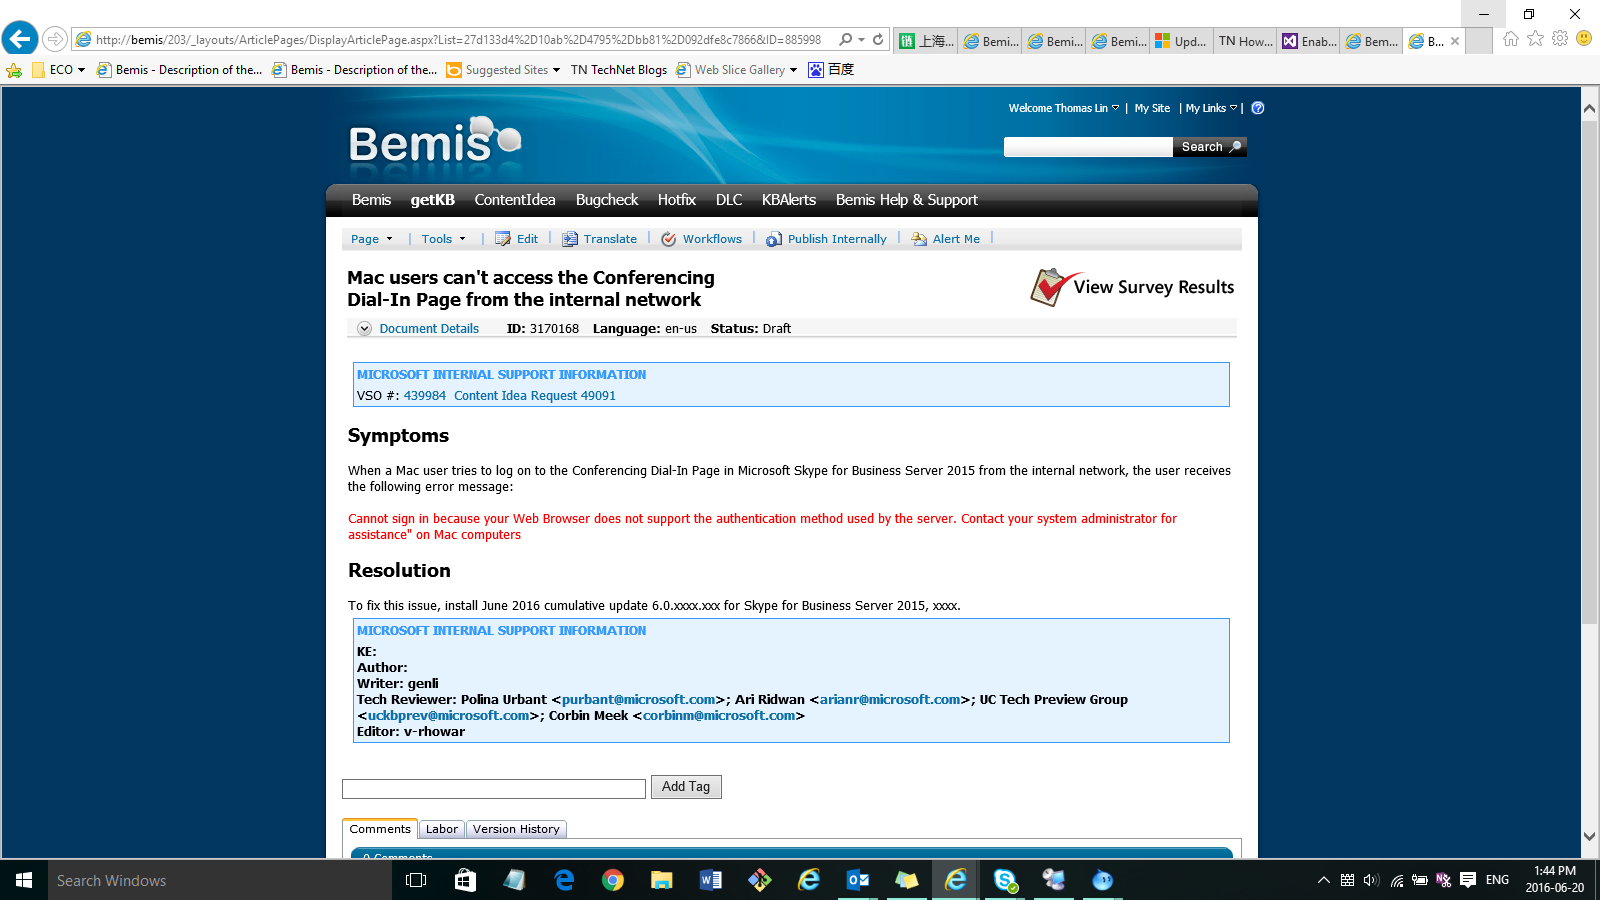 http://bemis/203/_layouts/ArticlePages/DisplayArticlePage.aspx?List=27d133d4%2D10ab%2D4795%2Dbb81%2D092dfe8c7866&ID=885998
上海... Bemi... Bemi... Bemi... Upd... TN How... Enab... Bem... B...
ECO Bemis - Description of the... Bemis - Description of the... Suggested Sites TN TechNet Blogs Web Slice Gallery 百度
Welcome Thomas Lin | My Site | My Links |
Bemis
Search
Bemis getKB ContentIdea Bugcheck Hotfix DLC KBAlerts Bemis Help & Support
Page | Tools | Edit | Translate | Workflows | Publish Internally | Alert Me |
Mac users can't access the Conferencing
Dial-In Page from the internal network
View Survey Results
Document Details ID: 3170168 Language: en-us Status: Draft
MICROSOFT INTERNAL SUPPORT INFORMATION
VSO #: 439984 Content Idea Request 49091
Symptoms
When a Mac user tries to log on to the Conferencing Dial-In Page in Microsoft Skype for Business Server 2015 from the internal network, the user receives
the following error message:
Cannot sign in because your Web Browser does not support the authentication method used by the server. Contact your system administrator for
assistance" on Mac computers
Resolution
To fix this issue, install June 2016 cumulative update 6.0.xxxx.xxx for Skype for Business Server 2015, xxxx.
MICROSOFT INTERNAL SUPPORT INFORMATION
KE:
Author:
Writer: genli
Tech Reviewer: Polina Urbant <purbant@microsoft.com>; Ari Ridwan <arianr@microsoft.com>; UC Tech Preview Group
<uckbprev@microsoft.com>; Corbin Meek <corbinm@microsoft.com>
Editor: v-rhowar
Add Tag
Comments Labor Version History
0 Comments
Search Windows
ENG
1:44 PM
2016-06-20